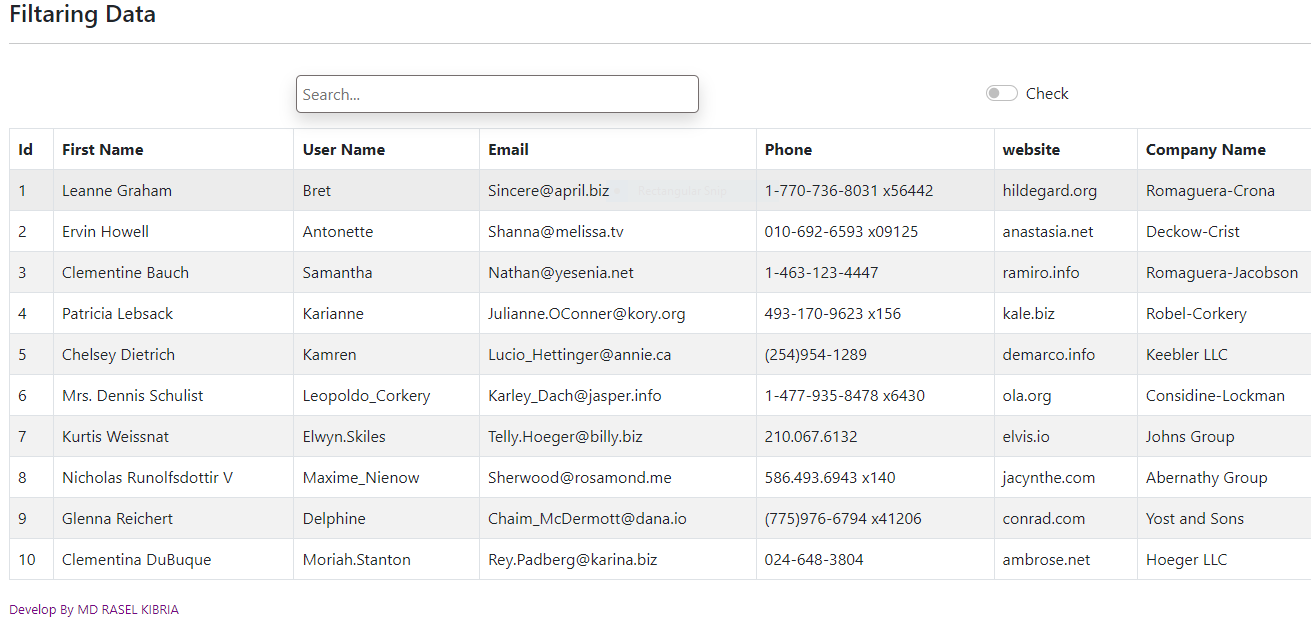 Filtaring Data
Search...
Check
Id First Name User Name Email Phone website Company Name
1 Leanne Graham Bret Sincere@april.biz 1-770-736-8031 x56442 hildegard.org Romaguera-Crona
2 Ervin Howell Antonette Shanna@melissa.tv 010-692-6593 x09125 anastasia.net Deckow-Crist
3 Clementine Bauch Samantha Nathan@yesenia.net 1-463-123-4447 ramiro.info Romaguera-Jacobson
4 Patricia Lebsack Karianne Julianne.OConner@kory.org 493-170-9623 x156 kale.biz Robel-Corkery
5 Chelsey Dietrich Kamren Lucio_Hettinger@annie.ca (254)954-1289 demarco.info Keebler LLC
6 Mrs. Dennis Schulist Leopoldo_Corkery Karley_Dach@jasper.info 1-477-935-8478 x6430 ola.org Considine-Lockman
7 Kurtis Weissnat Elwyn.Skiles Telly.Hoeger@billy.biz 210.067.6132 elvis.io Johns Group
8 Nicholas Runolfsdottir V Maxime_Nienow Sherwood@rosamond.me 586.493.6943 x140 jacynthe.com Abernathy Group
9 Glenna Reichert Delphine Chaim_McDermott@dana.io (775)976-6794 x41206 conrad.com Yost and Sons
10 Clementina DuBuque Moriah.Stanton Rey.Padberg@karina.biz 024-648-3804 ambrose.net Hoeger LLC
Develop By MD RASEL KIBRIA